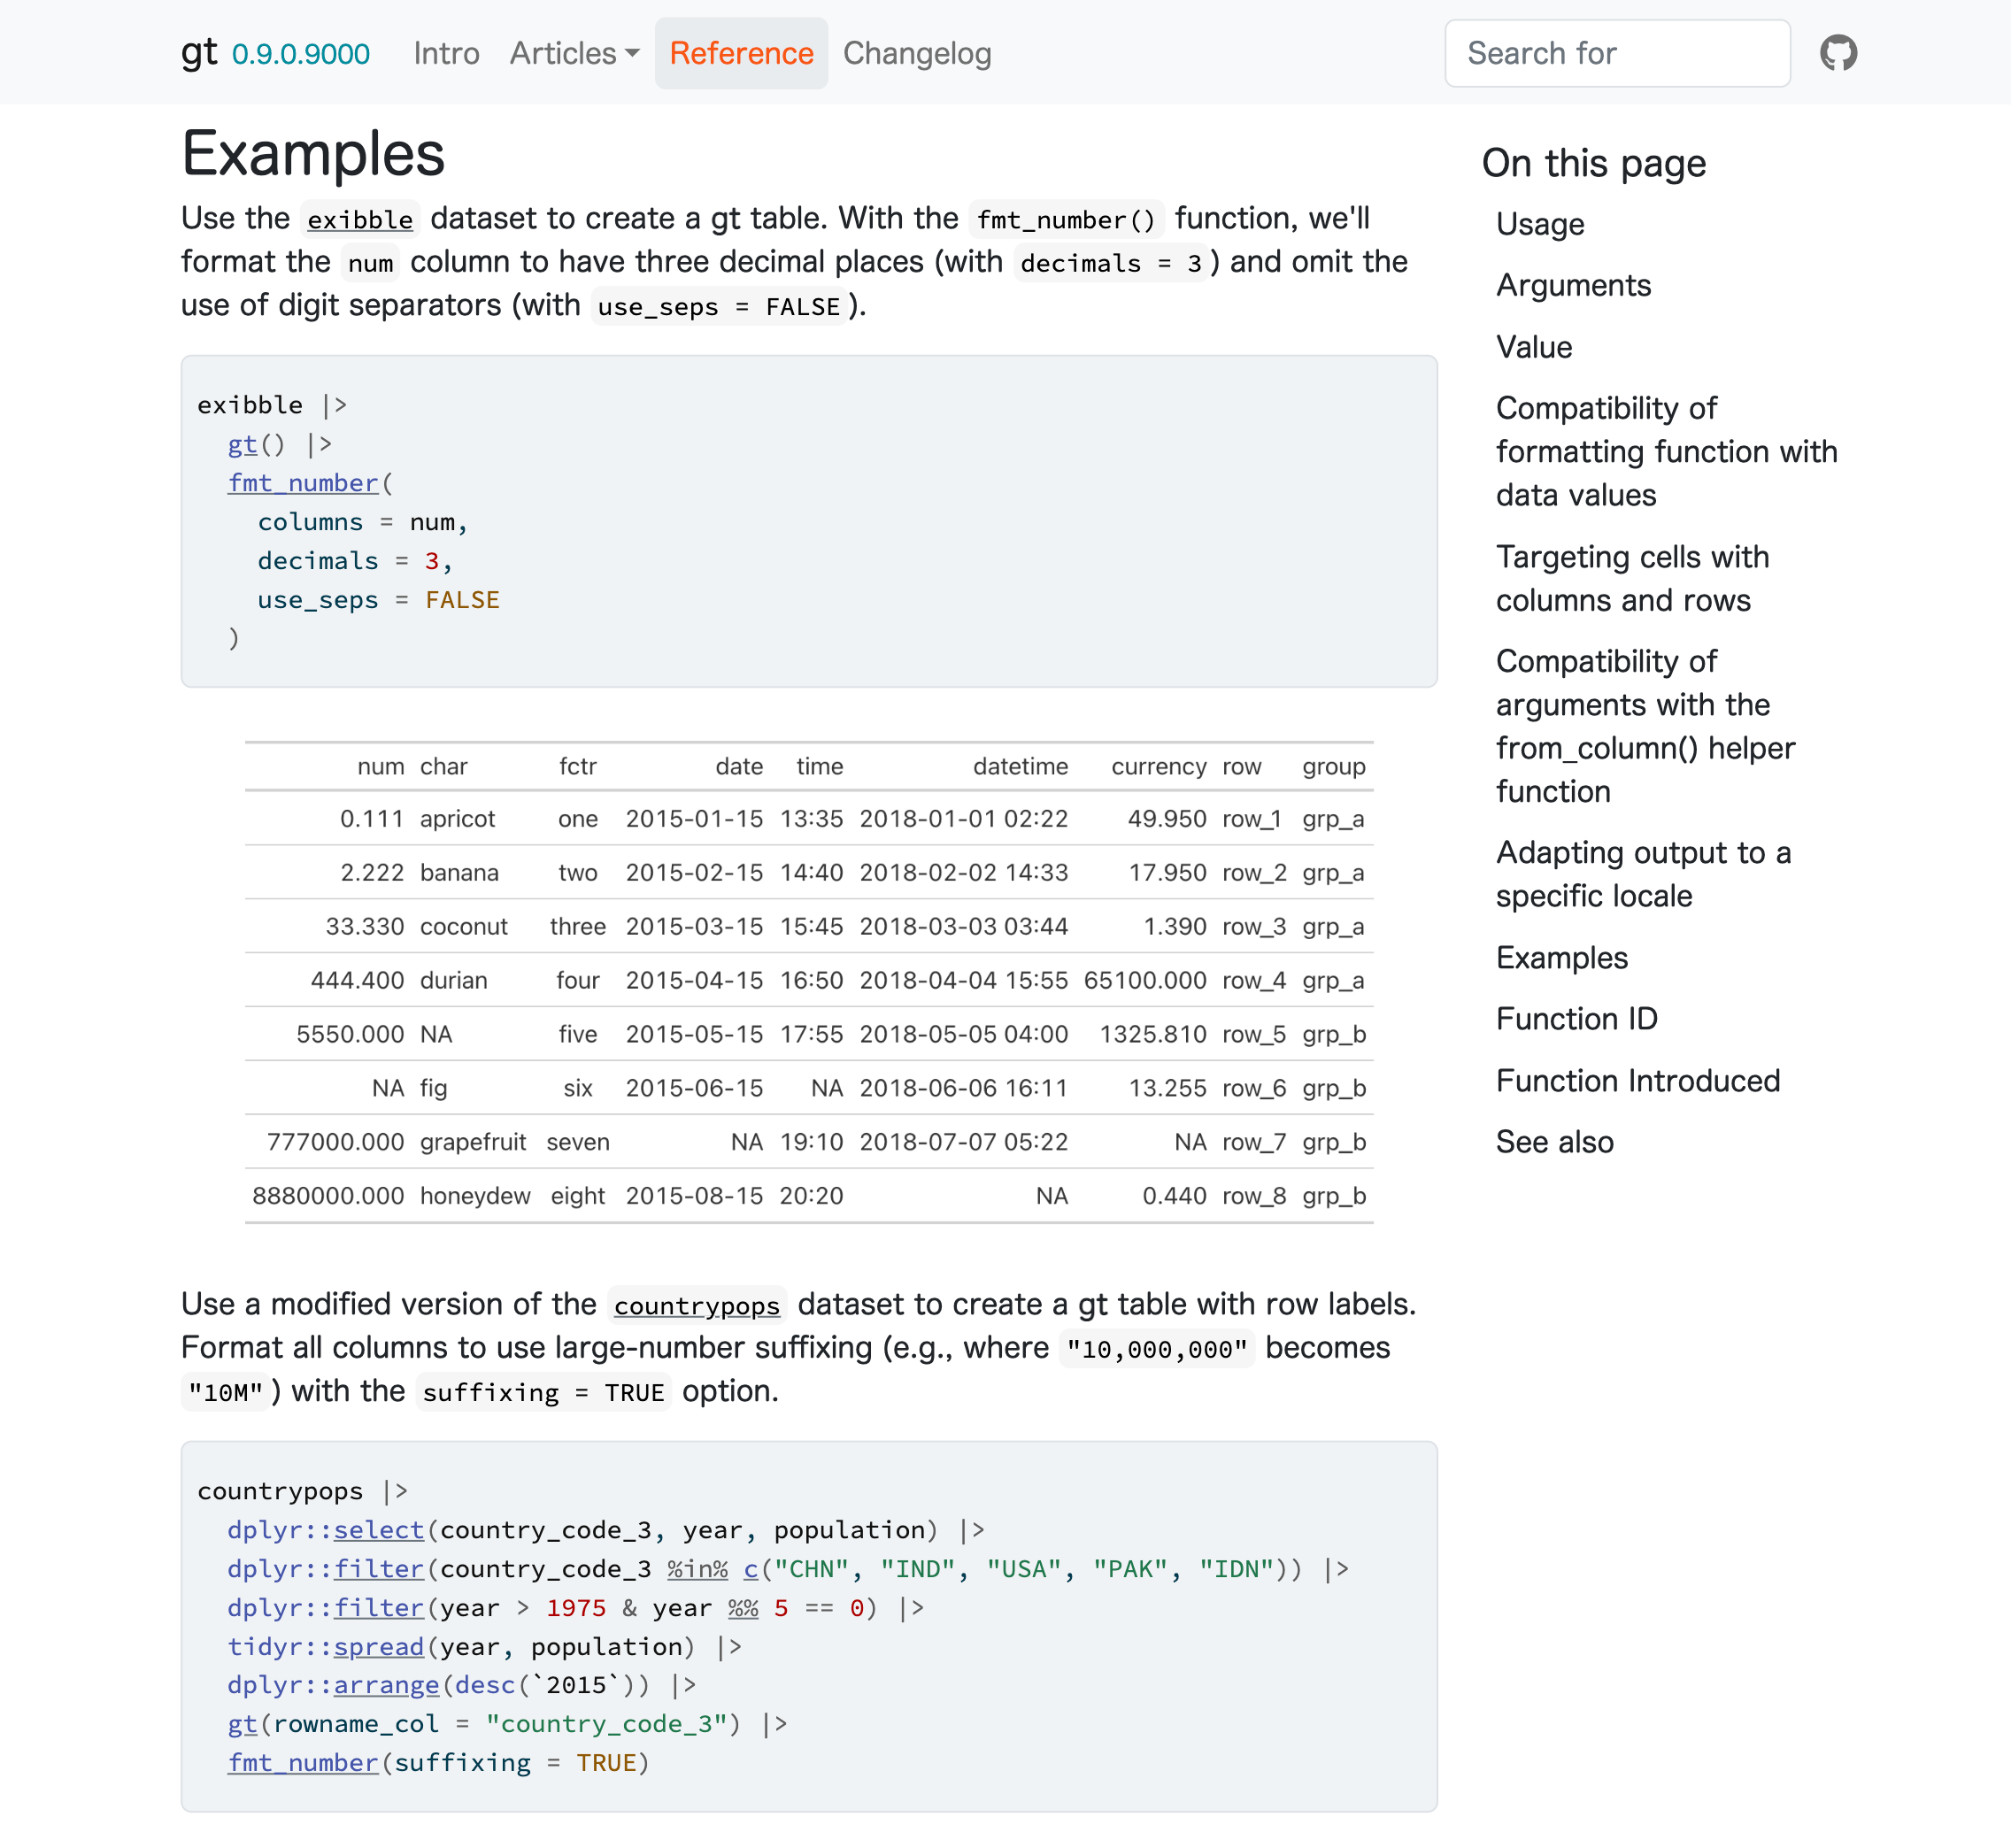 gt 0.9.0.9000 Intro Articles Reference Changelog Search for
Examples
Use the exibble dataset to create a gt table. With the fmt_number() function, we'll
format the num column to have three decimal places (with decimals = 3) and omit the
use of digit separators (with use_seps = FALSE).
exibble |>
  gt() |>
  fmt_number(
    columns = num,
    decimals = 3,
    use_seps = FALSE
  )
num char fctr date time datetime currency row group
0.111 apricot one 2015-01-15 13:35 2018-01-01 02:22 49.950 row_1 grp_a
2.222 banana two 2015-02-15 14:40 2018-02-02 14:33 17.950 row_2 grp_a
33.330 coconut three 2015-03-15 15:45 2018-03-03 03:44 1.390 row_3 grp_a
444.400 durian four 2015-04-15 16:50 2018-04-04 15:55 65100.000 row_4 grp_a
5550.000 NA five 2015-05-15 17:55 2018-05-05 04:00 1325.810 row_5 grp_b
NA fig six 2015-06-15 NA 2018-06-06 16:11 13.255 row_6 grp_b
777000.000 grapefruit seven NA 19:10 2018-07-07 05:22 NA row_7 grp_b
8880000.000 honeydew eight 2015-08-15 20:20 NA 0.440 row_8 grp_b
Use a modified version of the countrypops dataset to create a gt table with row labels.
Format all columns to use large-number suffixing (e.g., where "10,000,000" becomes
"10M") with the suffixing = TRUE option.
countrypops |>
  dplyr::select(country_code_3, year, population) |>
  dplyr::filter(country_code_3 %in% c("CHN", "IND", "USA", "PAK", "IDN")) |>
  dplyr::filter(year > 1975 & year %% 5 == 0) |>
  tidyr::spread(year, population) |>
  dplyr::arrange(desc(`2015`)) |>
  gt(rowname_col = "country_code_3") |>
  fmt_number(suffixing = TRUE)
On this page
Usage
Arguments
Value
Compatibility of
formatting function with
data values
Targeting cells with
columns and rows
Compatibility of
arguments with the
from_column() helper
function
Adapting output to a
specific locale
Examples
Function ID
Function Introduced
See also